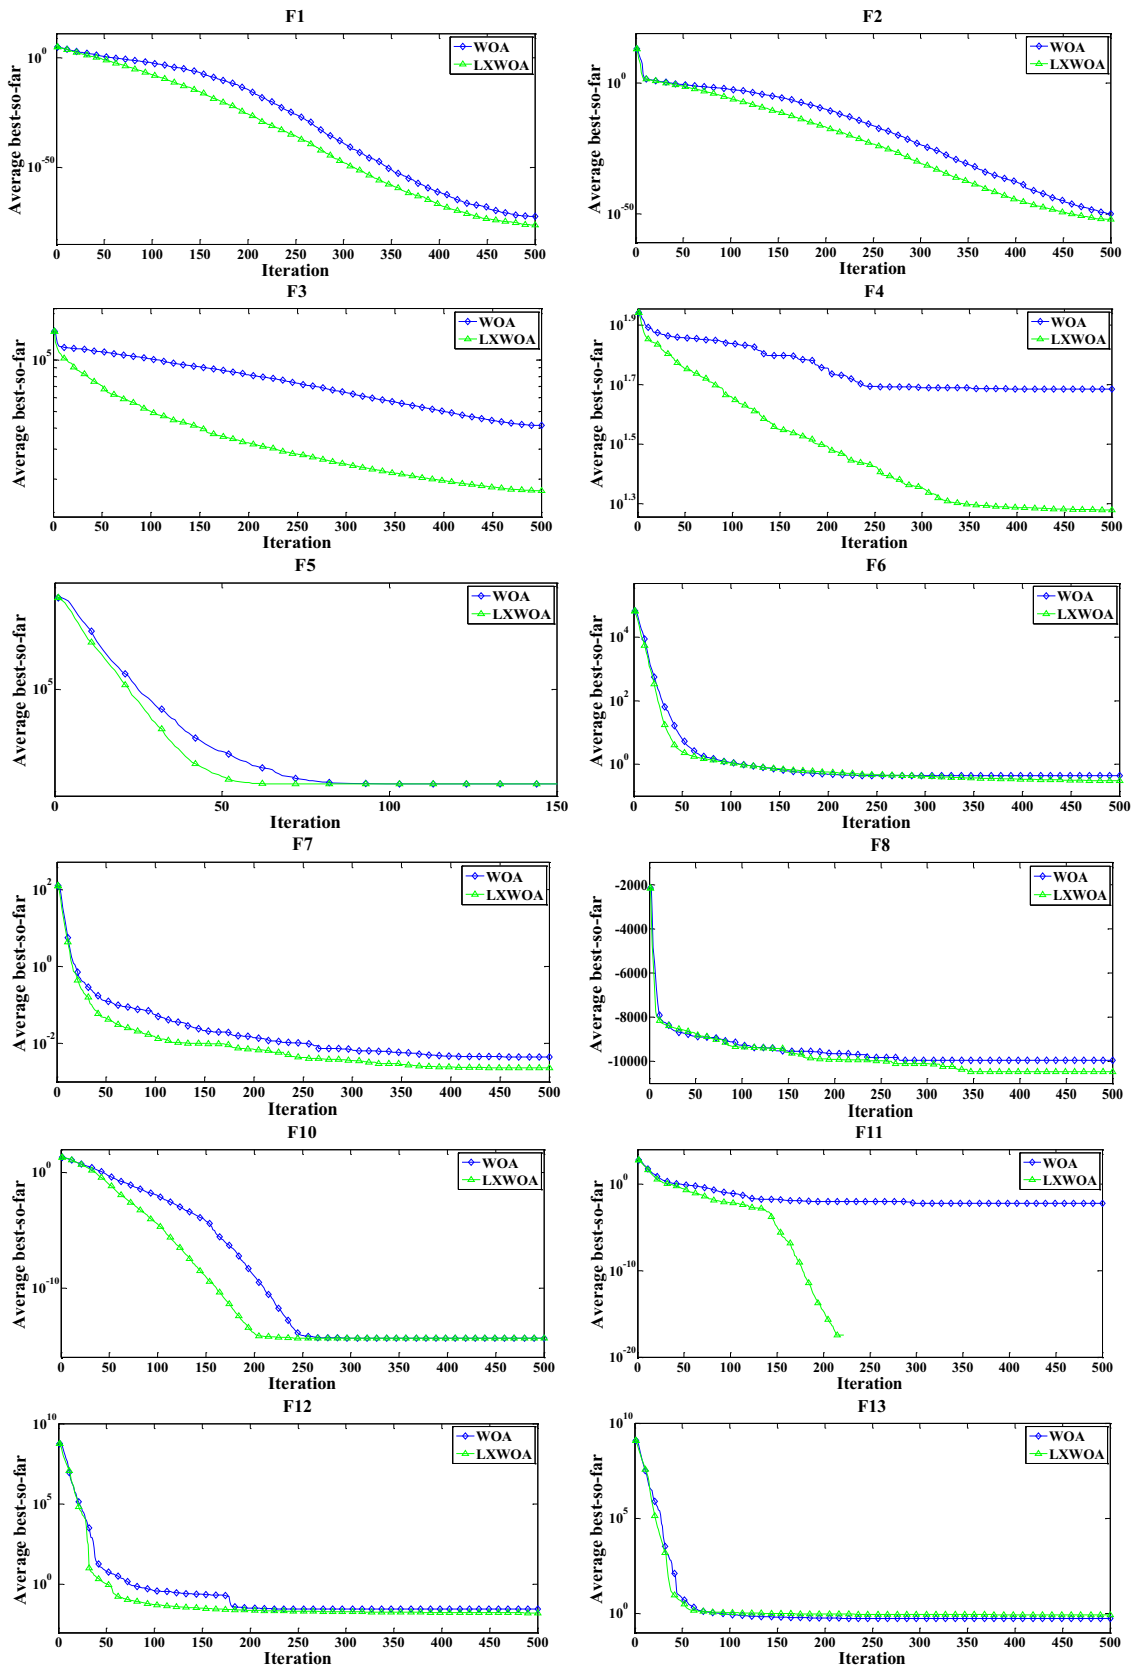 F1
Average best-so-far
10^0
10^-50
WOA
LXWOA
0 50 100 150 200 250 300 350 400 450 500
Iteration
F2
Average best-so-far
10^0
10^-50
WOA
LXWOA
0 50 100 150 200 250 300 350 400 450 500
Iteration
F3
Average best-so-far
10^5
WOA
LXWOA
0 50 100 150 200 250 300 350 400 450 500
Iteration
F4
Average best-so-far
10^1.9
10^1.7
10^1.5
10^1.3
WOA
LXWOA
0 50 100 150 200 250 300 350 400 450 500
Iteration
F5
Average best-so-far
10^5
WOA
LXWOA
0 50 100 150
Iteration
F6
Average best-so-far
10^4
10^2
10^0
WOA
LXWOA
0 50 100 150 200 250 300 350 400 450 500
Iteration
F7
Average best-so-far
10^2
10^0
10^-2
WOA
LXWOA
0 50 100 150 200 250 300 350 400 450 500
Iteration
F8
Average best-so-far
-2000
-4000
-6000
-8000
-10000
WOA
LXWOA
0 50 100 150 200 250 300 350 400 450 500
Iteration
F10
Average best-so-far
10^0
10^-10
WOA
LXWOA
0 50 100 150 200 250 300 350 400 450 500
Iteration
F11
Average best-so-far
10^0
10^-10
10^-20
WOA
LXWOA
0 50 100 150 200 250 300 350 400 450 500
Iteration
F12
Average best-so-far
10^10
10^5
10^0
WOA
LXWOA
0 50 100 150 200 250 300 350 400 450 500
Iteration
F13
Average best-so-far
10^10
10^5
10^0
WOA
LXWOA
0 50 100 150 200 250 300 350 400 450 500
Iteration